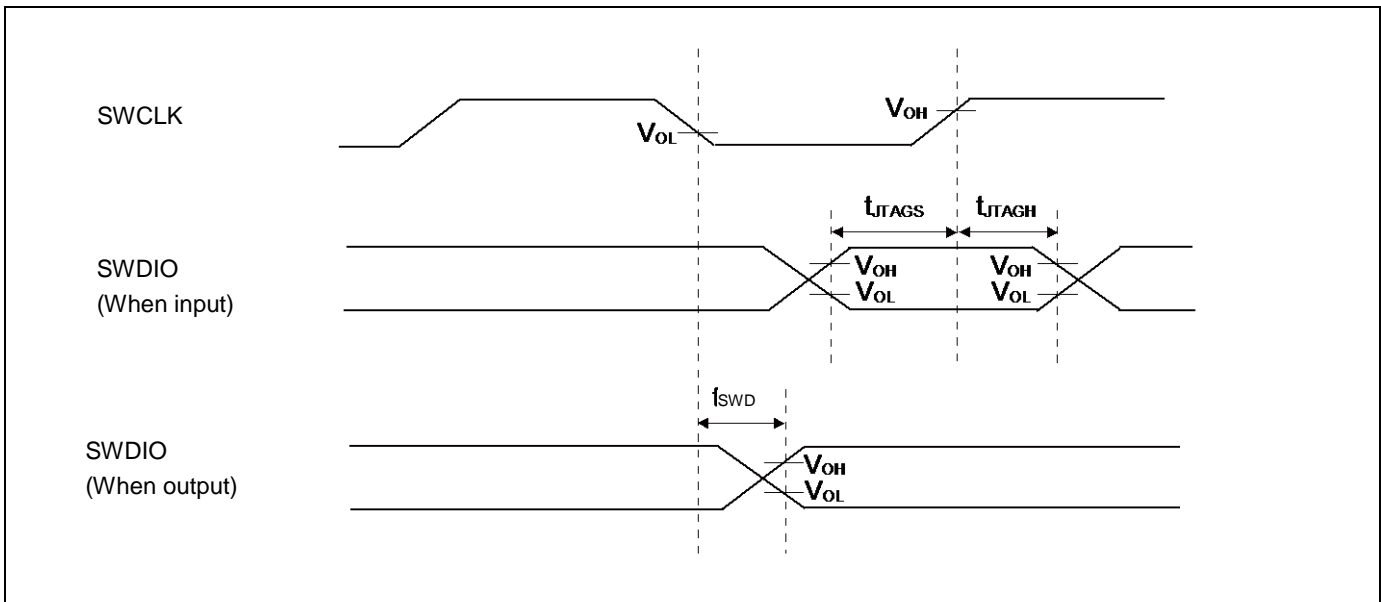 SWCLK
VOH
VOL
tJTAGS
tJTAGH
SWDIO
(When input)
VOH
VOL
VOH
VOL
tSWD
SWDIO
(When output)
VOH
VOL